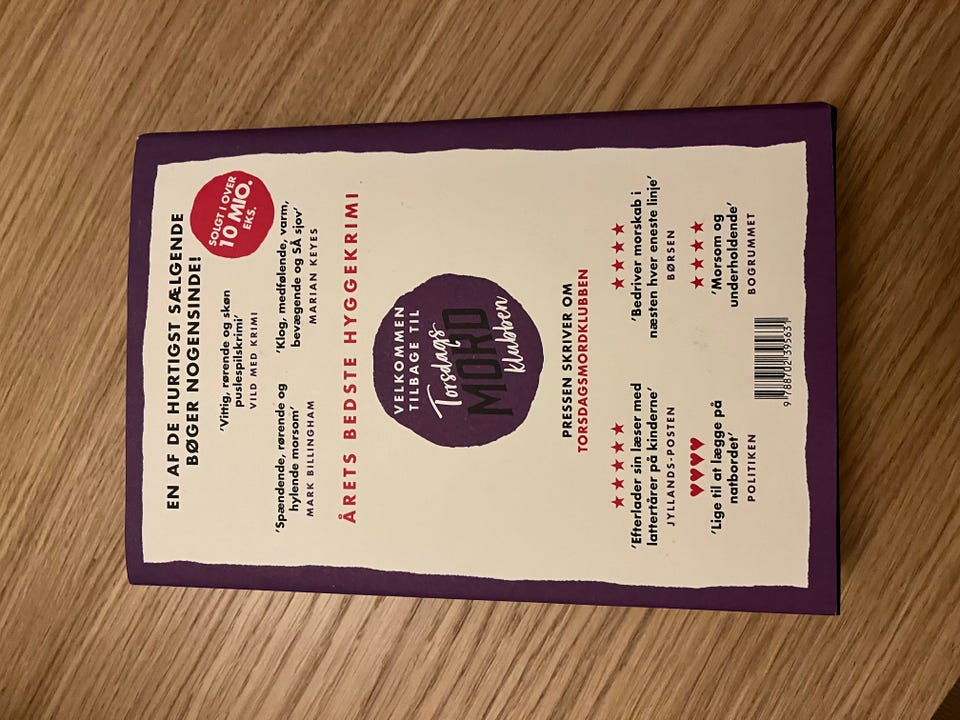 EN AF DE HURTIGST SÆLGENDE
BØGER NOGENSINDE!
SOLGT I OVER
10 MIO.
EKS.
'Vittig, rørende og skøn
puslespilskrimi'
VILD MED KRIMI
'Spændende, rørende og
hylende morsom'
MARK BILLINGHAM
'Klog, medfølende, varm,
bevægende og SÅ sjov'
MARIAN KEYES
ÅRETS BEDSTE HYGGEKRIMI
VELKOMMEN
TILBAGE TIL
Torsdags
MORD
klubben
PRESSEN SKRIVER OM
TORSDAGSMORDKLUBBEN
★★★★★
'Efterlader sin læser med
lattertårer på kinderne'
JYLLANDS-POSTEN
♥♥♥♥
'Lige til at lægge på
natbordet'
POLITIKEN
★★★★
'Bedriver morskab i
næsten hver eneste linje'
BØRSEN
★★★★
'Morsom og
underholdende'
BOGRUMMET
9 788702 395631